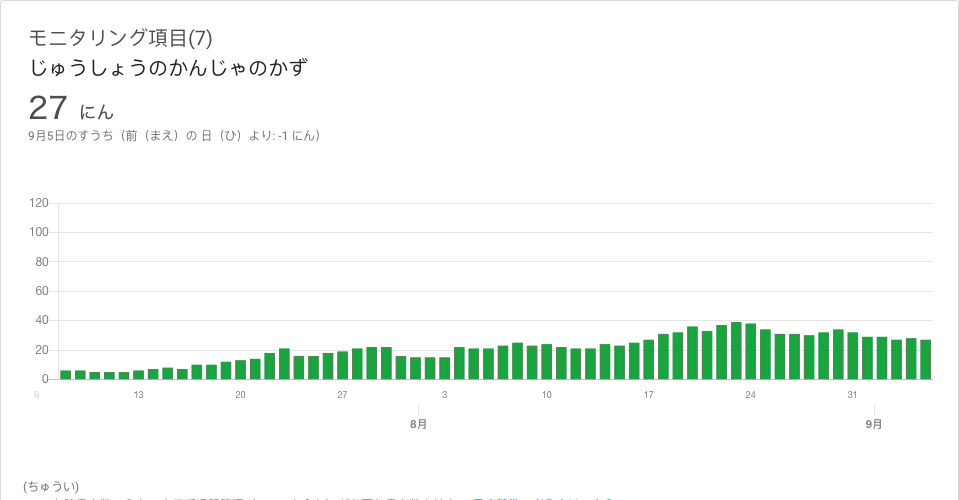 モニタリング項目(7)
じゅうしょうのかんじゃのかず
27 にん
9月5日のすうち（前（まえ）の 日（ひ）より: -1 にん）
120
100
80
60
40
20
0
6 13 20 27 3 10 17 24 31
8月 9月
(ちゅうい)